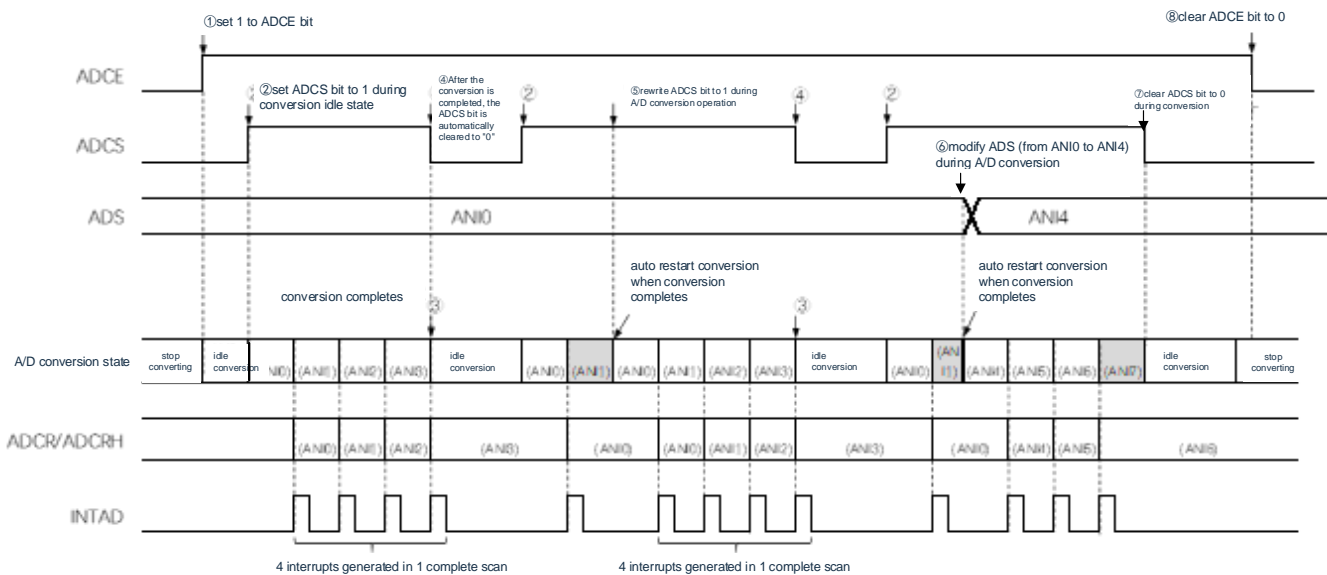 ①set 1 to ADCE bit
⑧clear ADCE bit to 0
ADCE
②set ADCS bit to 1 during
conversion idle state
④After the
conversion is
completed, the
ADCS bit is
automatically
cleared to "0"
②
⑤rewrite ADCS bit to 1 during
A/D conversion operation
④
②
⑦clear ADCS bit to 0
during conversion
ADCS
⑥modify ADS (from ANI0 to ANI4)
during A/D conversion
ADS
ANI0
ANI4
conversion completes
③
auto restart conversion
when conversion
completes
③
auto restart conversion
when conversion
completes
A/D conversion state
stop
converting
idle
conversion
(ANI1)
(ANI2)
(ANI3)
idle
conversion
(ANI0)
(ANI1)
(ANI0)
(ANI1)
(ANI2)
(ANI3)
idle
conversion
(ANI0)
(AN
I1)
(ANI4)
(ANI5)
(ANI6)
(ANI7)
idle
conversion
stop
converting
ADCR/ADCRH
(ANI0)
(ANI1)
(ANI2)
(ANI3)
(ANI0)
(ANI0)
(ANI1)
(ANI2)
(ANI3)
(ANI0)
(ANI4)
(ANI5)
(ANI6)
INTAD
4 interrupts generated in 1 complete scan
4 interrupts generated in 1 complete scan